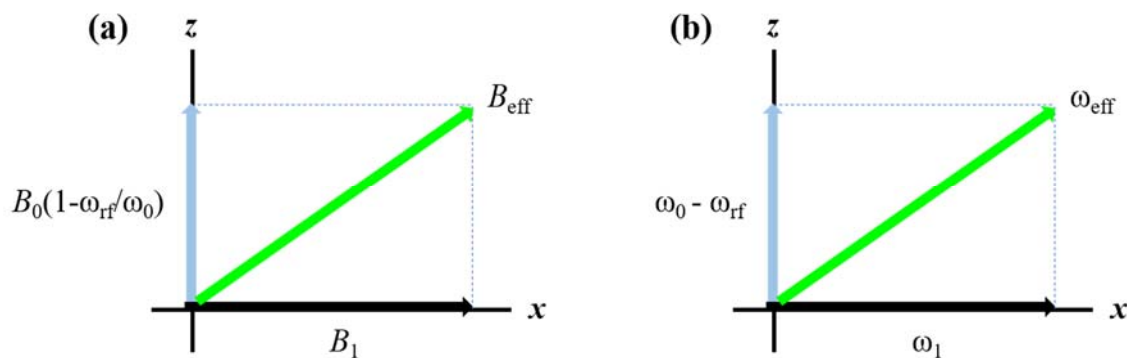 (a)
z
B_eff
B_0(1-ω_rf/ω_0)
x
B_1
(b)
z
ω_eff
ω_0 - ω_rf
x
ω_1